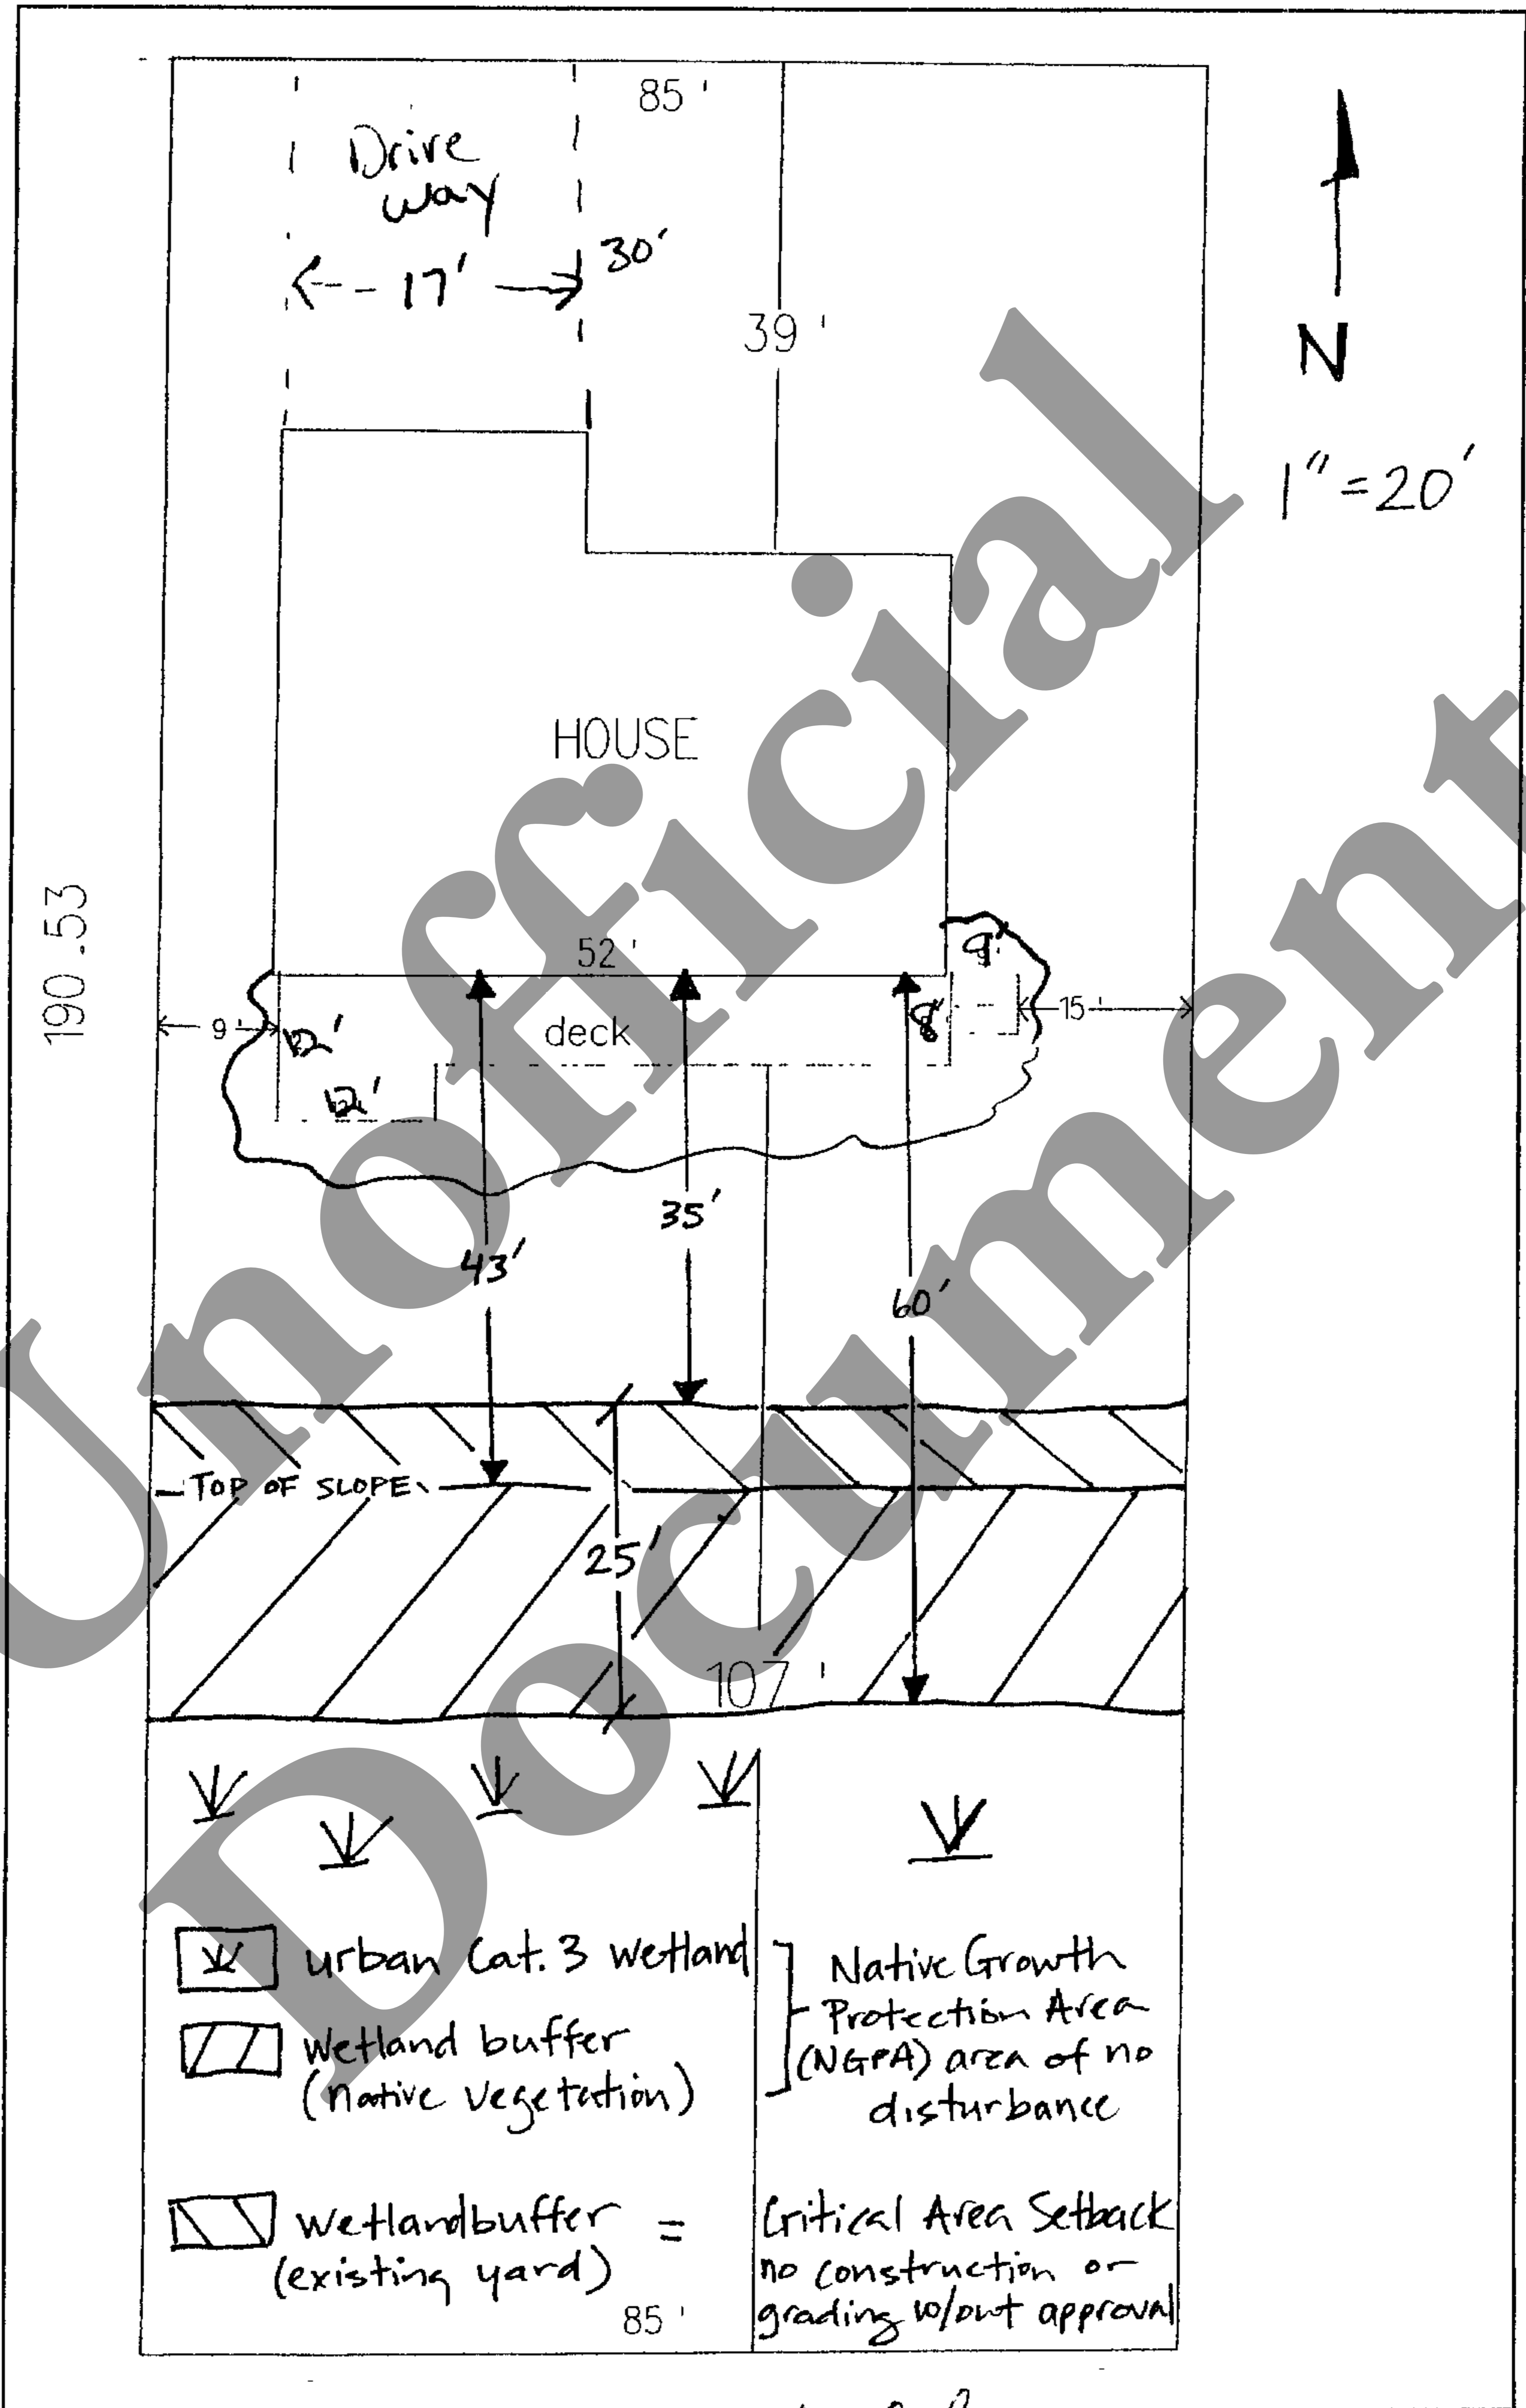 85 '
Drive
way
17'
30'
39 '
N
1" = 20'
HOUSE
190.53
52 '
9'
8'
deck
9 '
12'
12'
15 '
35'
43'
60'
TOP OF SLOPE
25'
107 '
urban Cat. 3 wetland
Wetland buffer
(native vegetation)
Native Growth
Protection Area
(NGPA) area of no
disturbance
Wetlandbuffer =
(existing yard)
Critical Area Setback
no construction or
grading w/out approval
85 '
Unofficial
Document